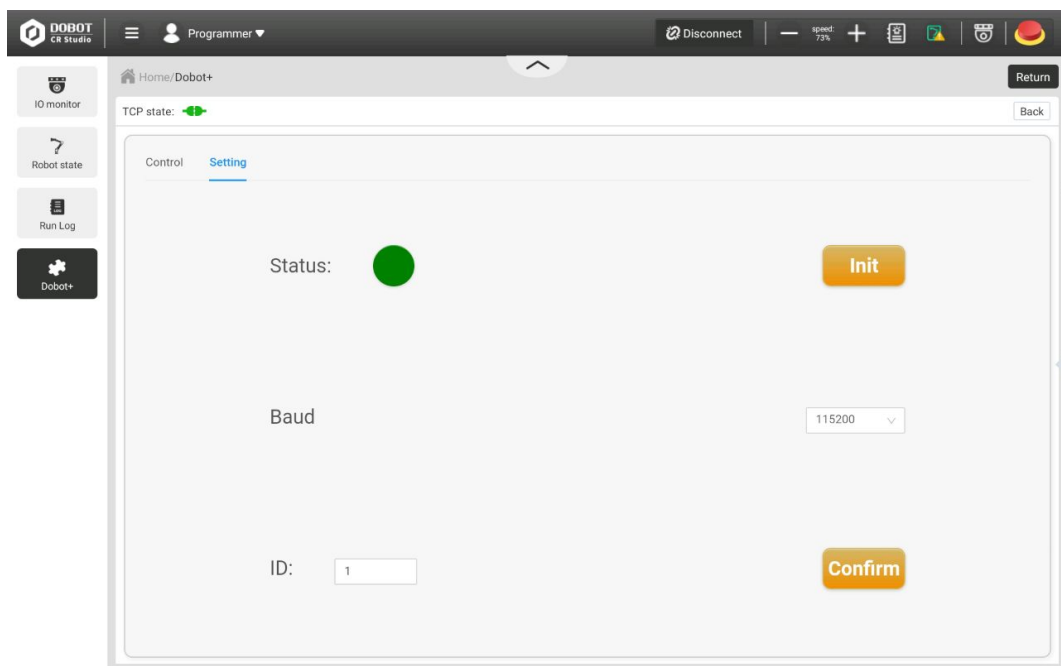 DOBOT
CR Studio
Programmer
Disconnect
speed:
73%
Home/Dobot+
Return
IO monitor
TCP state:
Back
Control
Setting
Robot state
Run Log
Status:
Init
Dobot+
Baud
115200
ID:
1
Confirm